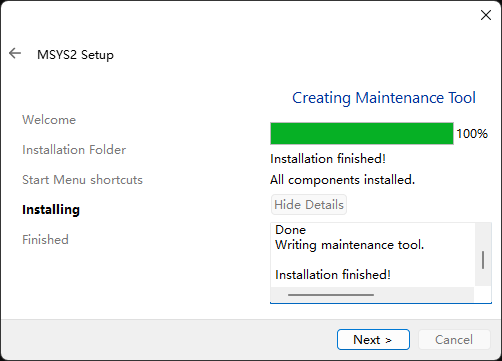 MSYS2 Setup
Creating Maintenance Tool
Welcome
Installation Folder
Start Menu shortcuts
Installing
Finished
100%
Installation finished!
All components installed.
Hide Details
Done
Writing maintenance tool.
Installation finished!
Next >
Cancel